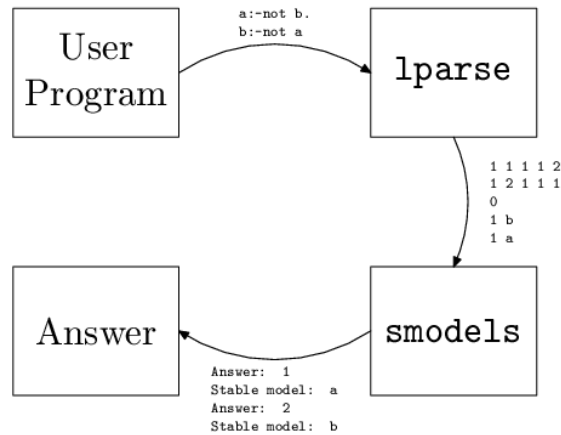 User
Program
a:-not b.
b:-not a
lparse
1 1 1 1 2
1 2 1 1 1
0
1 b
1 a
smodels
Answer: 1
Stable model: a
Answer: 2
Stable model: b
Answer